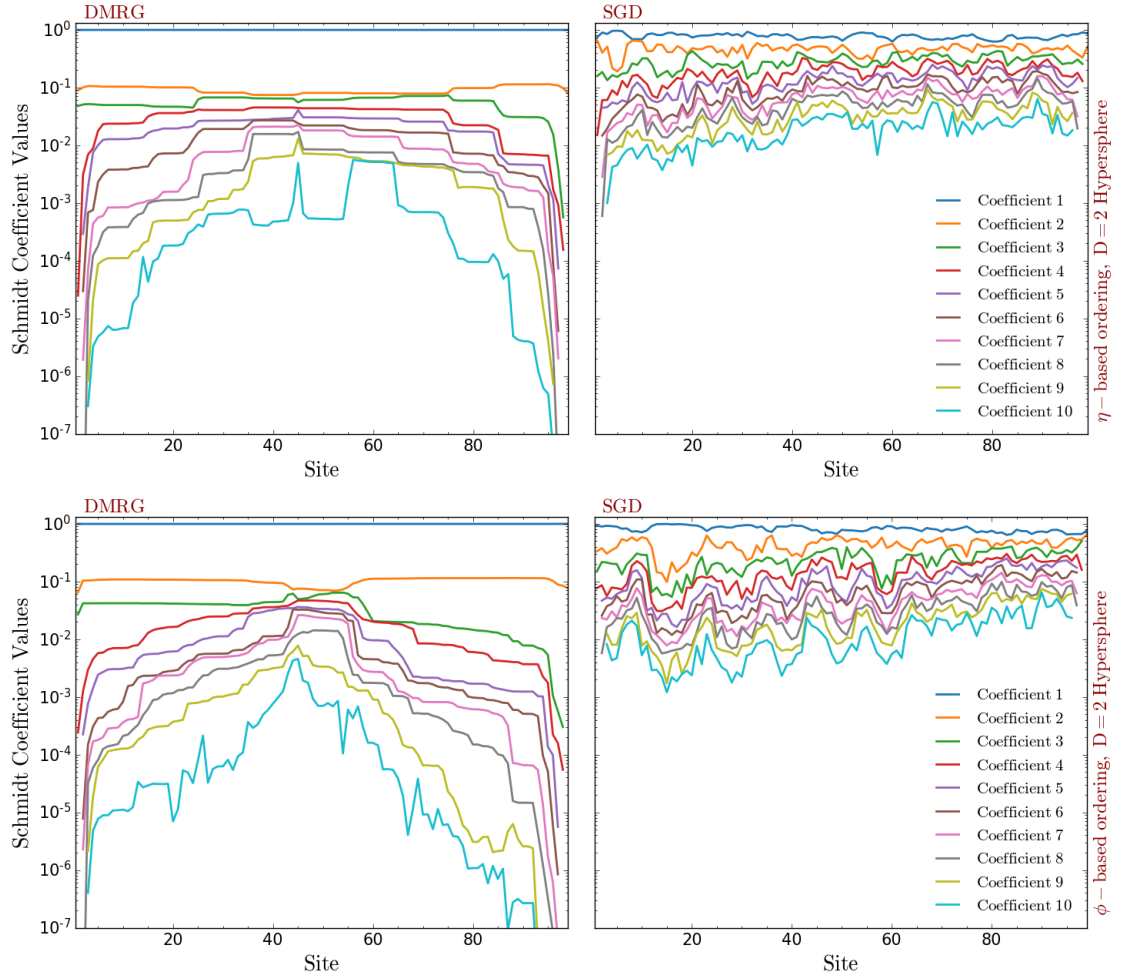 DMRG
SGD
Schmidt Coefficient Values
10^0
10^-1
10^-2
10^-3
10^-4
10^-5
10^-6
10^-7
20 40 60 80
Site
20 40 60 80
Site
Coefficient 1
Coefficient 2
Coefficient 3
Coefficient 4
Coefficient 5
Coefficient 6
Coefficient 7
Coefficient 8
Coefficient 9
Coefficient 10
η − based ordering, D = 2 Hypersphere
DMRG
SGD
Schmidt Coefficient Values
10^0
10^-1
10^-2
10^-3
10^-4
10^-5
10^-6
10^-7
20 40 60 80
Site
20 40 60 80
Site
Coefficient 1
Coefficient 2
Coefficient 3
Coefficient 4
Coefficient 5
Coefficient 6
Coefficient 7
Coefficient 8
Coefficient 9
Coefficient 10
ϕ − based ordering, D = 2 Hypersphere